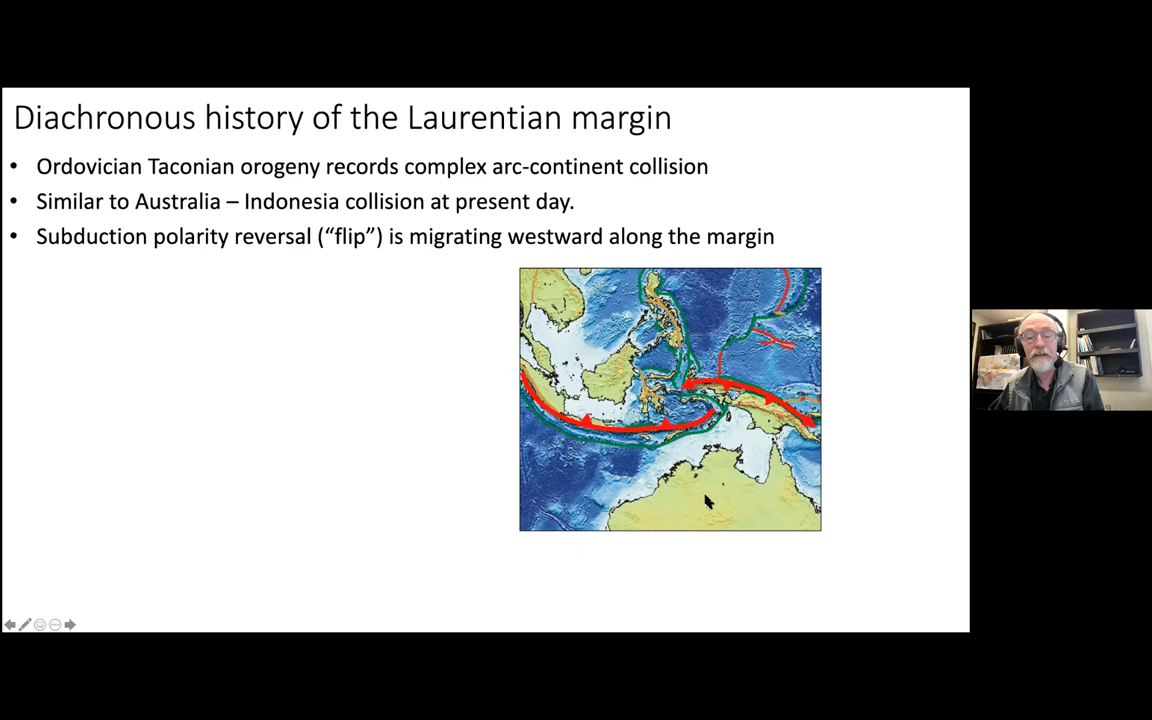 Diachronous history of the Laurentian margin
• Ordovician Taconian orogeny records complex arc-continent collision
• Similar to Australia – Indonesia collision at present day.
• Subduction polarity reversal (“flip”) is migrating westward along the margin